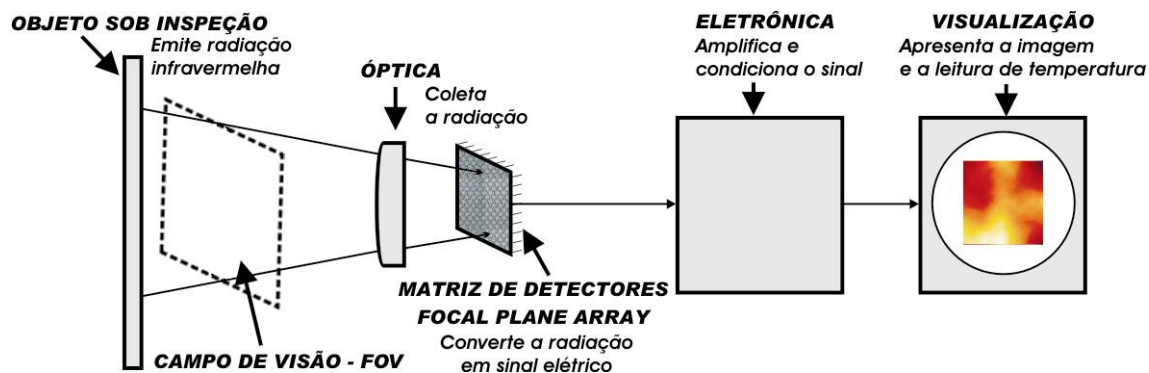 OBJETO SOB INSPEÇÃO
Emite radiação
infravermelha
ÓPTICA
Coleta
a radiação
ELETRÔNICA
Amplifica e
condiciona o sinal
VISUALIZAÇÃO
Apresenta a imagem
e a leitura de temperatura
MATRIZ DE DETECTORES
FOCAL PLANE ARRAY
Converte a radiação
em sinal elétrico
CAMPO DE VISÃO - FOV